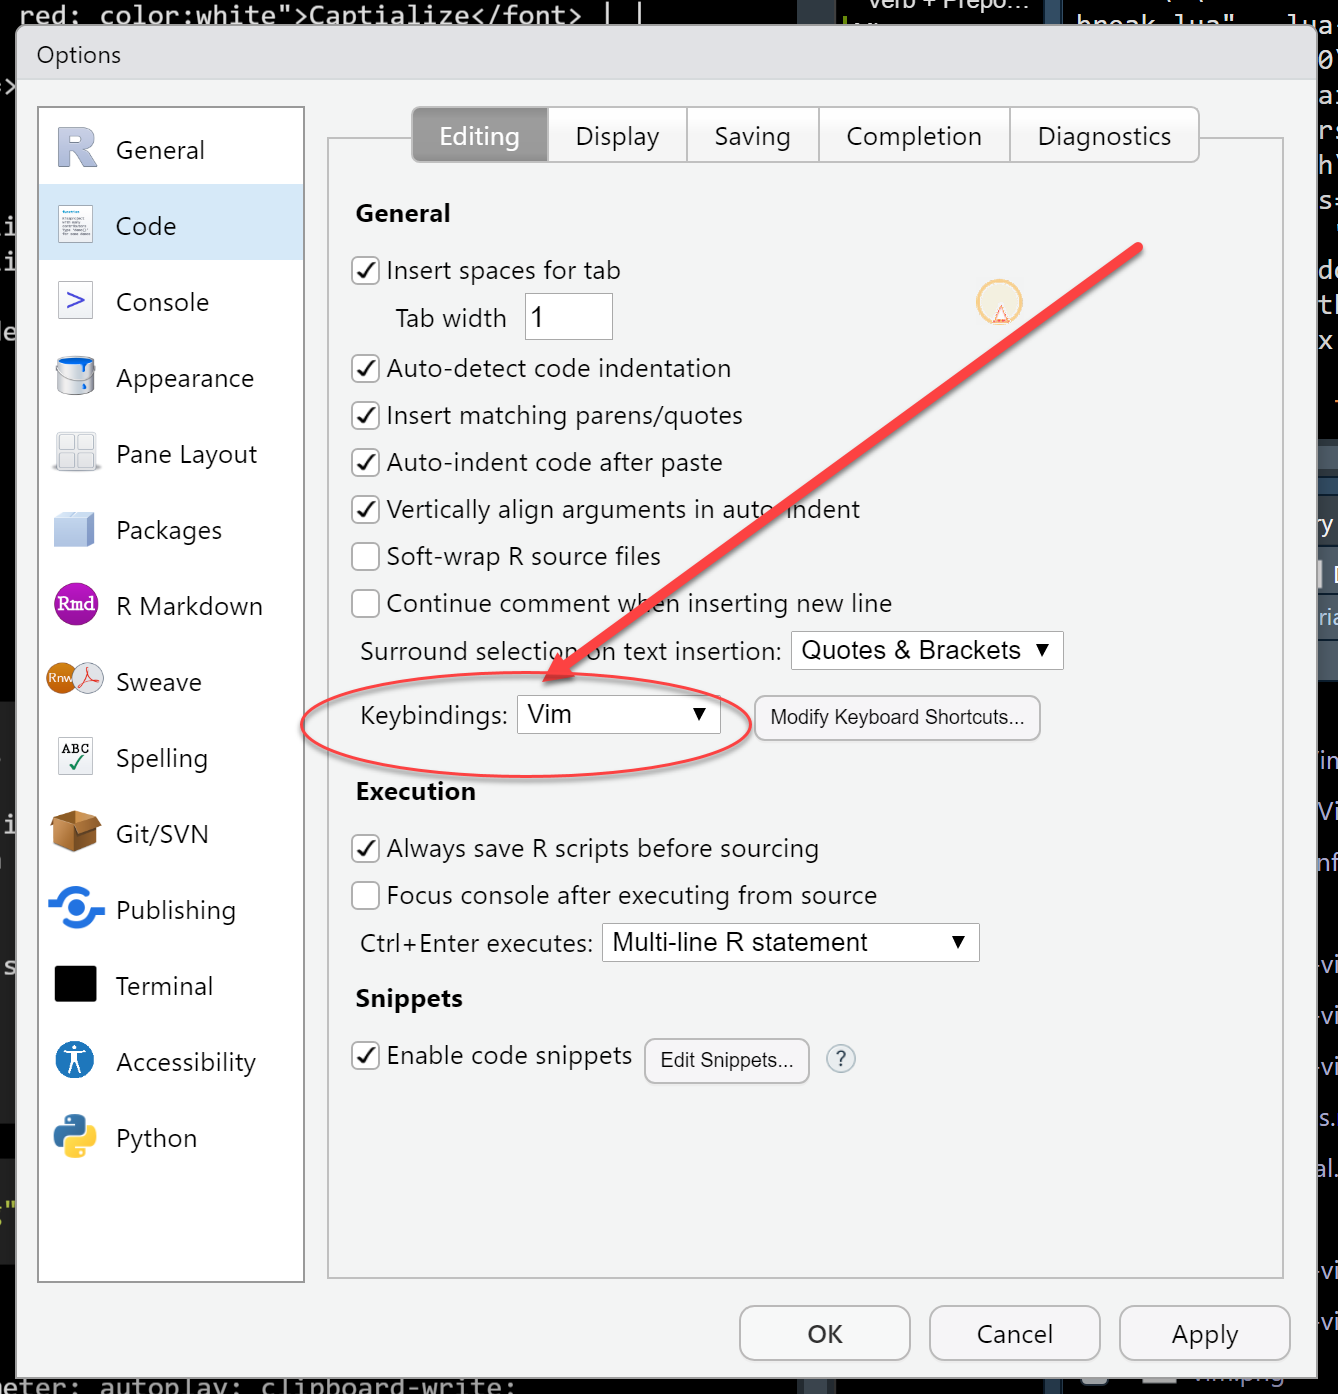 red; color:white">Captialize</font> | |
Options
General
Code
Console
Appearance
Pane Layout
Packages
Rmd
R Markdown
Rnw
Sweave
ABC
Spelling
Git/SVN
Publishing
Terminal
Accessibility
Python
Editing
Display
Saving
Completion
Diagnostics
General
Insert spaces for tab
Tab width 1
Auto-detect code indentation
Insert matching parens/quotes
Auto-indent code after paste
Vertically align arguments in auto-indent
Soft-wrap R source files
Continue comment when inserting new line
Surround selection on text insertion: Quotes & Brackets
Keybindings: Vim Modify Keyboard Shortcuts...
Execution
Always save R scripts before sourcing
Focus console after executing from source
Ctrl+Enter executes: Multi-line R statement
Snippets
Enable code snippets Edit Snippets... ?
OK Cancel Apply
autoplay; clipboard-write;